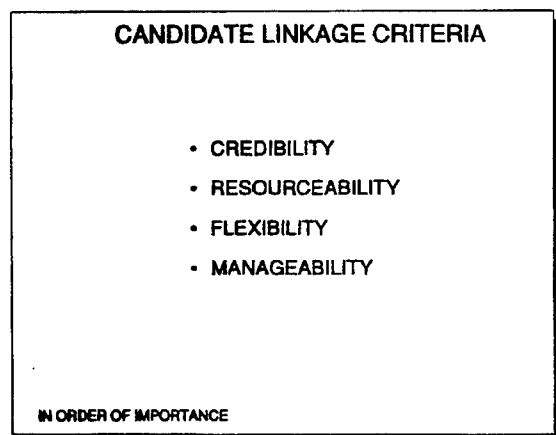 CANDIDATE LINKAGE CRITERIA
• CREDIBILITY
• RESOURCEABILITY
• FLEXIBILITY
• MANAGEABILITY
IN ORDER OF IMPORTANCE